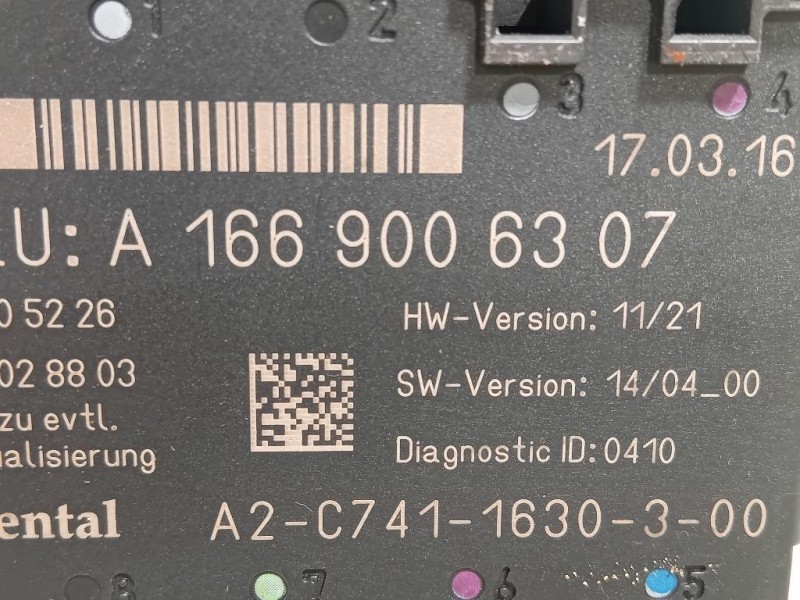 1 2
3 4
17.03.16
LU: A 166 900 63 07
0 52 26
HW-Version: 11/21
02 88 03
SW-Version: 14/04_00
zu evtl.
ualisierung
Diagnostic ID: 0410
ental A2-C741-1630-3-00
8 7 6 5